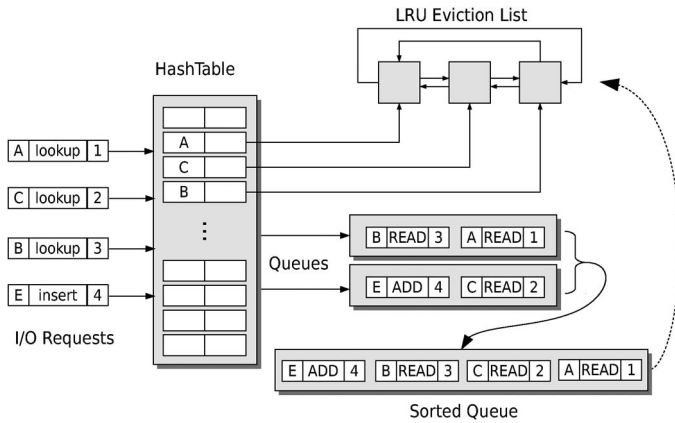 LRU Eviction List
HashTable
A lookup 1
C lookup 2
B lookup 3
E insert 4
I/O Requests
A
C
B
...
Queues
B READ 3 A READ 1
E ADD 4 C READ 2
E ADD 4 B READ 3 C READ 2 A READ 1
Sorted Queue